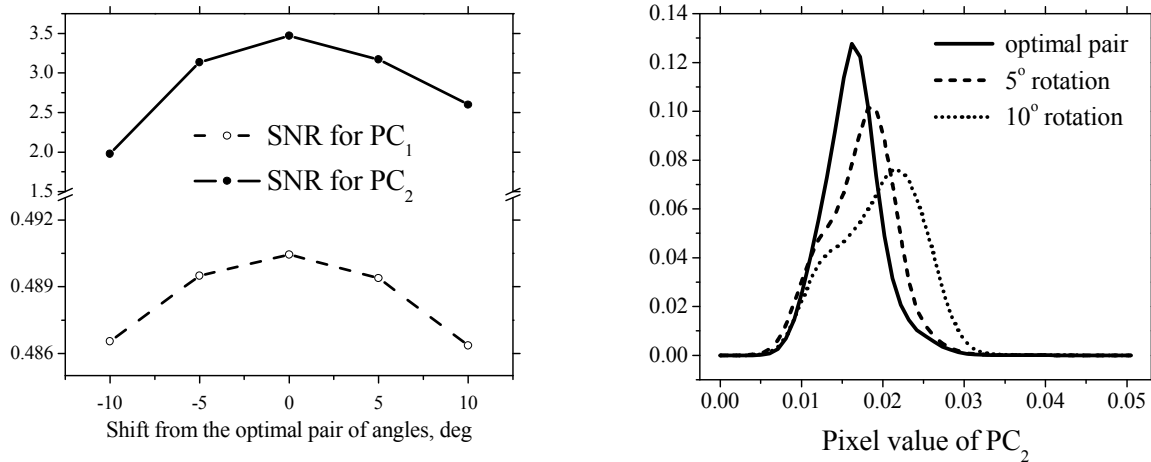 3.5
3.0
2.5
2.0
1.5
0.492
0.489
0.486
SNR for PC₁
SNR for PC₂
-10 -5 0 5 10
Shift from the optimal pair of angles, deg
0.14
0.12
0.10
0.08
0.06
0.04
0.02
0.00
optimal pair
5° rotation
10° rotation
0.00 0.01 0.02 0.03 0.04 0.05
Pixel value of PC₂